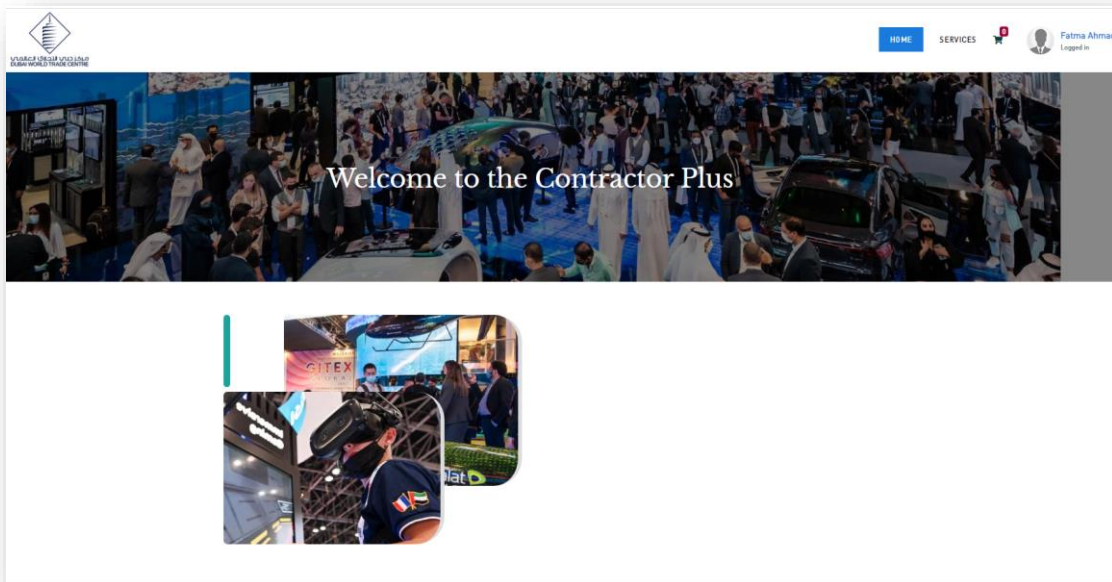 مركز دبي التجاري العالمي
DUBAI WORLD TRADE CENTRE
HOME
SERVICES
0
Fatma Ahmad
Logged in
Welcome to the Contractor Plus
GITEX